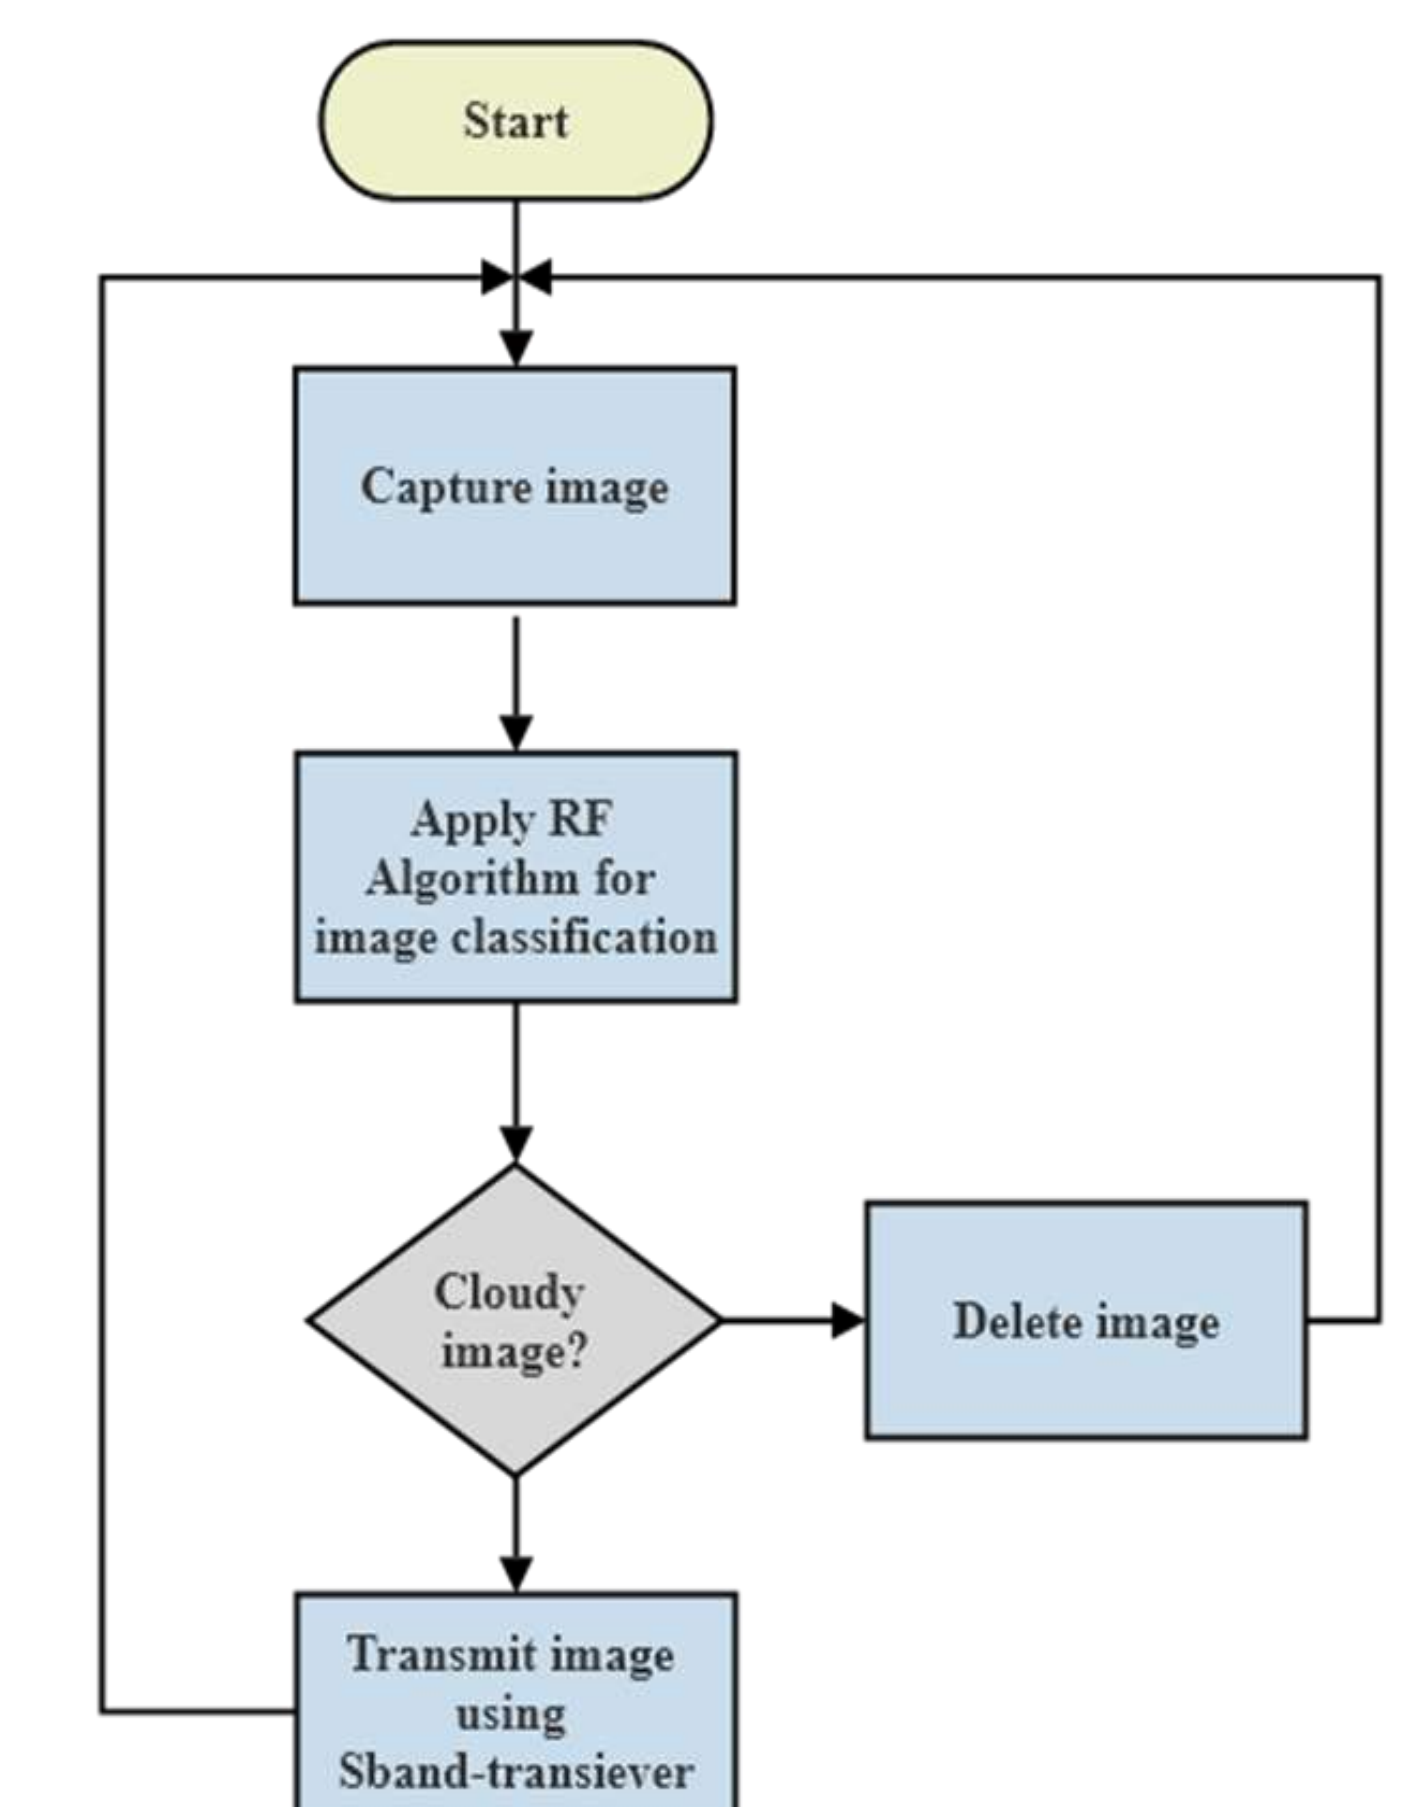 Start
Capture image
Apply RF
Algorithm for
image classification
Cloudy
image?
Delete image
Transmit image
using
Sband-transiever